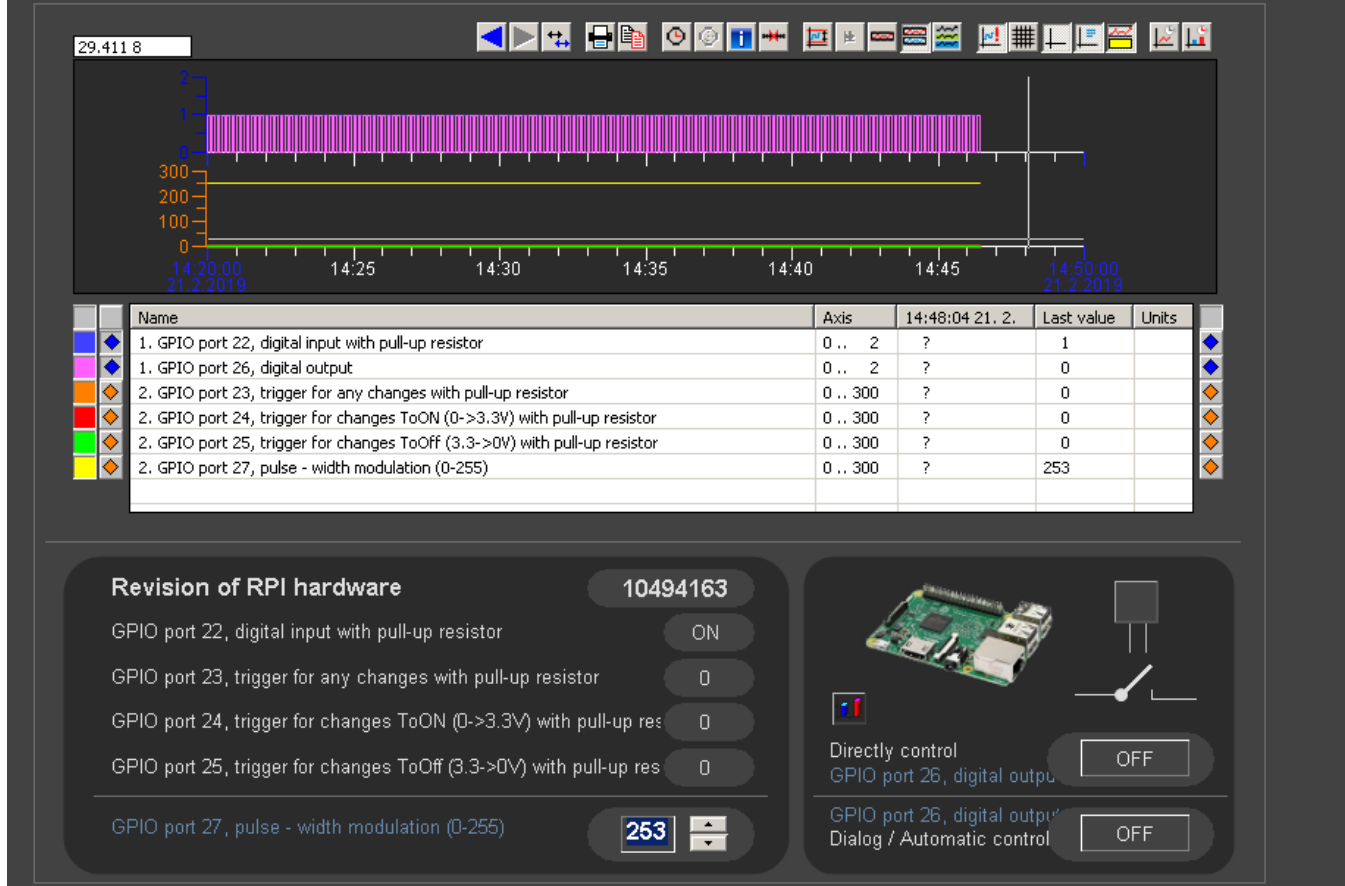 29.411 8
2
1
0
300
200
100
0
14:20:00 14:25 14:30 14:35 14:40 14:45 14:50:00
21.2.2019 21.2.2019
Name Axis 14:48:04 21. 2. Last value Units
1. GPIO port 22, digital input with pull-up resistor 0 .. 2 ? 1
1. GPIO port 26, digital output 0 .. 2 ? 0
2. GPIO port 23, trigger for any changes with pull-up resistor 0 .. 300 ? 0
2. GPIO port 24, trigger for changes ToON (0->3.3V) with pull-up resistor 0 .. 300 ? 0
2. GPIO port 25, trigger for changes ToOff (3.3->0V) with pull-up resistor 0 .. 300 ? 0
2. GPIO port 27, pulse - width modulation (0-255) 0 .. 300 ? 253
Revision of RPI hardware 10494163
GPIO port 22, digital input with pull-up resistor ON
GPIO port 23, trigger for any changes with pull-up resistor 0
GPIO port 24, trigger for changes ToON (0->3.3V) with pull-up res 0
GPIO port 25, trigger for changes ToOff (3.3->0V) with pull-up res 0
GPIO port 27, pulse - width modulation (0-255) 253
Directly control OFF
GPIO port 26, digital outpu
GPIO port 26, digital output
Dialog / Automatic control OFF